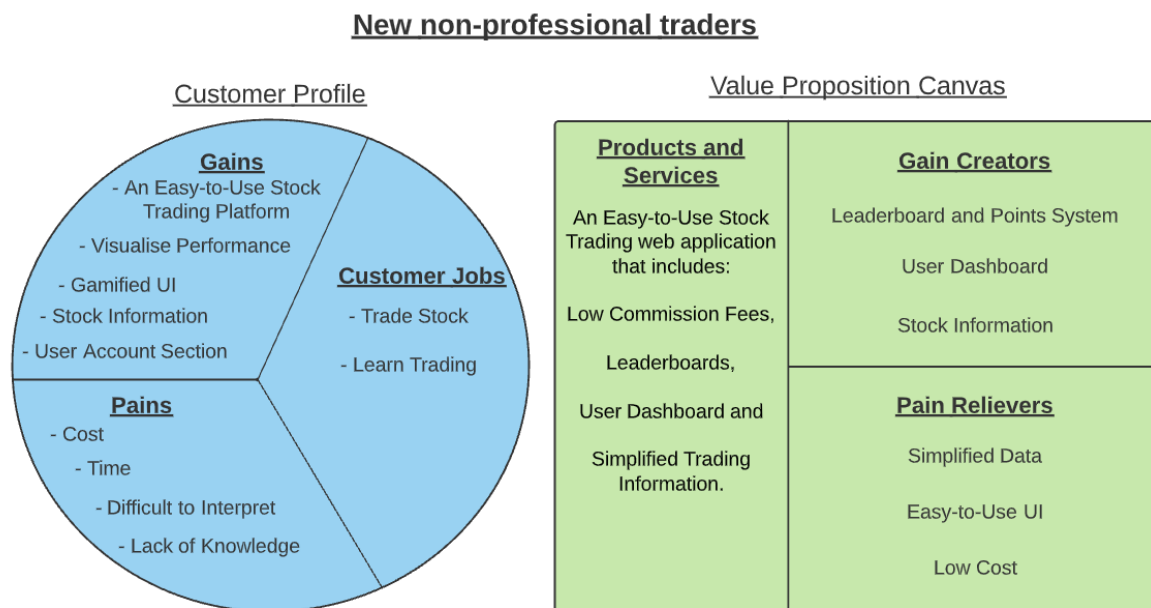 New non-professional traders
Customer Profile
Gains
- An Easy-to-Use Stock
Trading Platform
- Visualise Performance
- Gamified UI
- Stock Information
- User Account Section
Customer Jobs
- Trade Stock
- Learn Trading
Pains
- Cost
- Time
- Difficult to Interpret
- Lack of Knowledge
Value Proposition Canvas
Products and
Services
An Easy-to-Use Stock
Trading web application
that includes:
Low Commission Fees,
Leaderboards,
User Dashboard and
Simplified Trading
Information.
Gain Creators
Leaderboard and Points System
User Dashboard
Stock Information
Pain Relievers
Simplified Data
Easy-to-Use UI
Low Cost